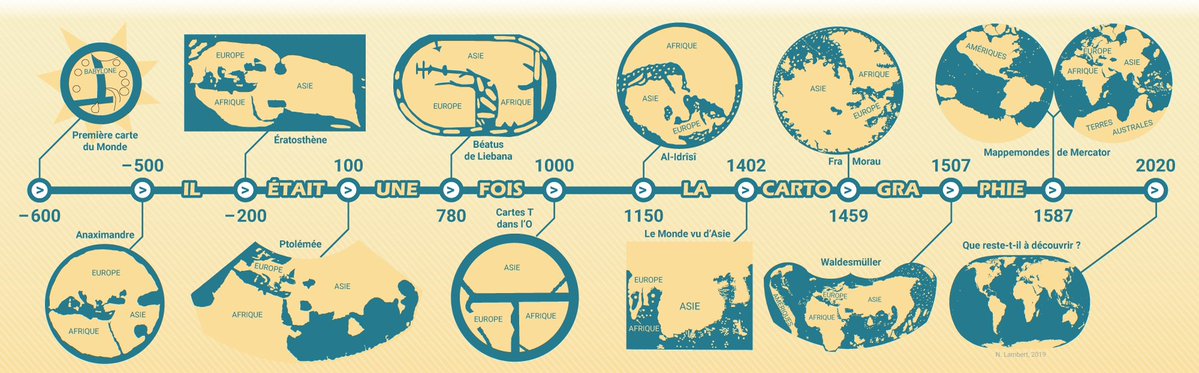 BABYLONE
Première carte
du Monde
−600
EUROPE
AFRIQUE
ASIE
Anaximandre
−500
EUROPE
AFRIQUE
ASIE
Ératosthène
−200
EUROPE
AFRIQUE
ASIE
Ptolémée
100
ASIE
EUROPE
AFRIQUE
Béatus
de Liebana
780
ASIE
EUROPE
AFRIQUE
Cartes T
dans l’O
1000
AFRIQUE
ASIE
EUROPE
Al-Idrîsî
1150
EUROPE
ASIE
AFRIQUE
Le Monde vu d’Asie
1402
AFRIQUE
ASIE
EUROPE
Fra Morau
1459
AMÉRIQUES
EUROPE
ASIE
AFRIQUE
Waldesmüller
1507
AMÉRIQUES
EUROPE
AFRIQUE
ASIE
TERRES
AUSTRALES
Mappemondes de Mercator
1587
Que reste-t-il à découvrir ?
2020
IL ÉTAIT UNE FOIS LA CARTO GRA PHIE
N. Lambert, 2019